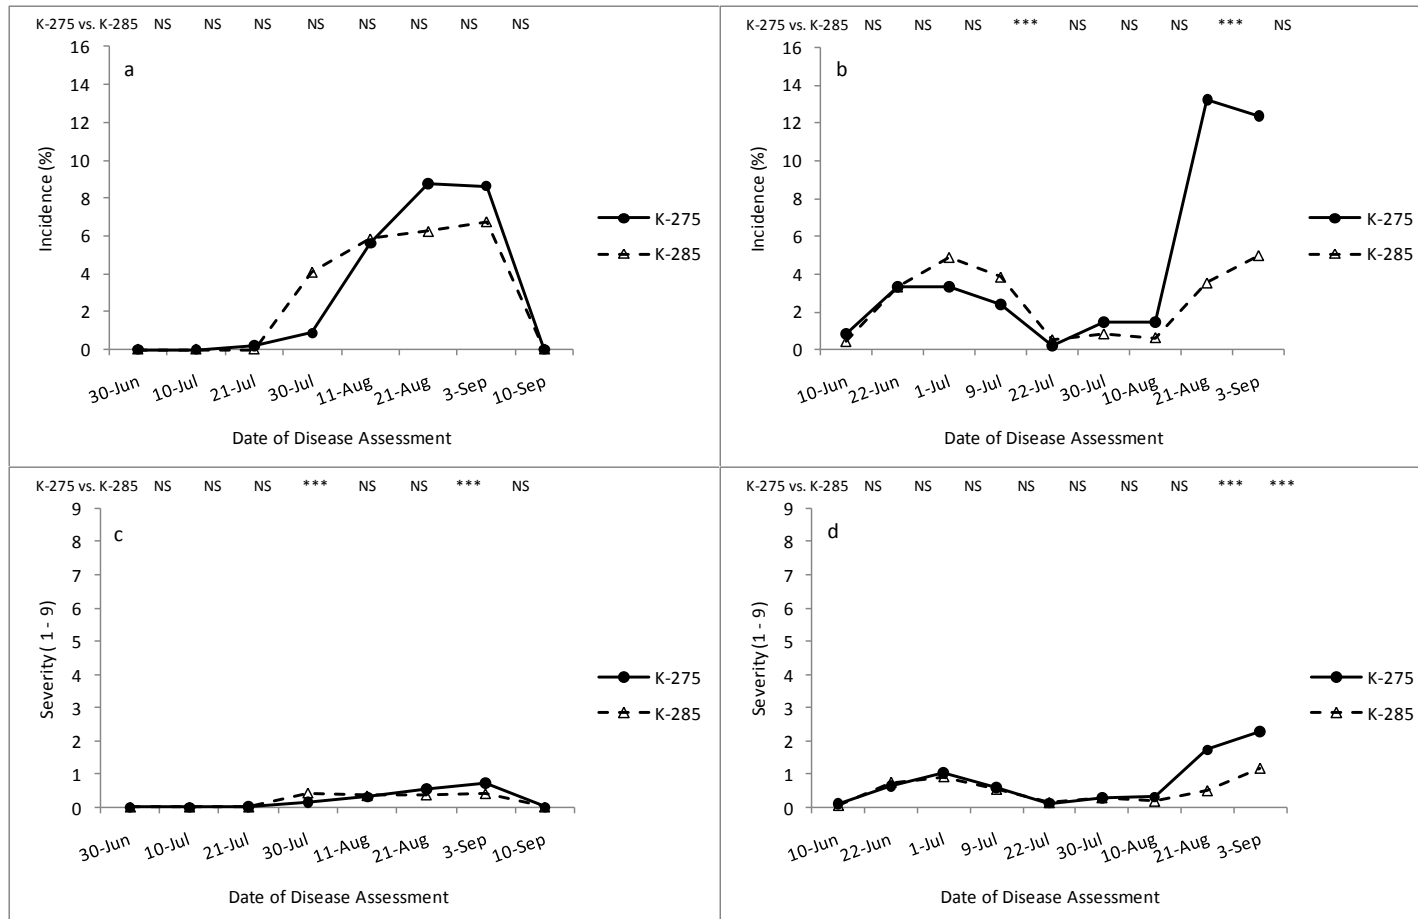 K-275 vs. K-285 NS NS NS NS NS NS NS NS
16
14
12
10
8
6
4
2
0
a
Incidence (%)
30-Jun 10-Jul 21-Jul 30-Jul 11-Aug 21-Aug 3-Sep 10-Sep
Date of Disease Assessment
K-275
K-285
K-275 vs. K-285 NS NS NS *** NS NS NS *** NS
16
14
12
10
8
6
4
2
0
b
Incidence (%)
10-Jun 22-Jun 1-Jul 9-Jul 22-Jul 30-Jul 10-Aug 21-Aug 3-Sep
Date of Disease Assessment
K-275
K-285
K-275 vs. K-285 NS NS NS *** NS NS *** NS
9
8
7
6
5
4
3
2
1
0
c
Severity ( 1 - 9)
30-Jun 10-Jul 21-Jul 30-Jul 11-Aug 21-Aug 3-Sep 10-Sep
Date of Disease Assessment
K-275
K-285
K-275 vs. K-285 NS NS NS NS NS NS NS *** ***
9
8
7
6
5
4
3
2
1
0
d
Severity (1 - 9)
10-Jun 22-Jun 1-Jul 9-Jul 22-Jul 30-Jul 10-Aug 21-Aug 3-Sep
Date of Disease Assessment
K-275
K-285